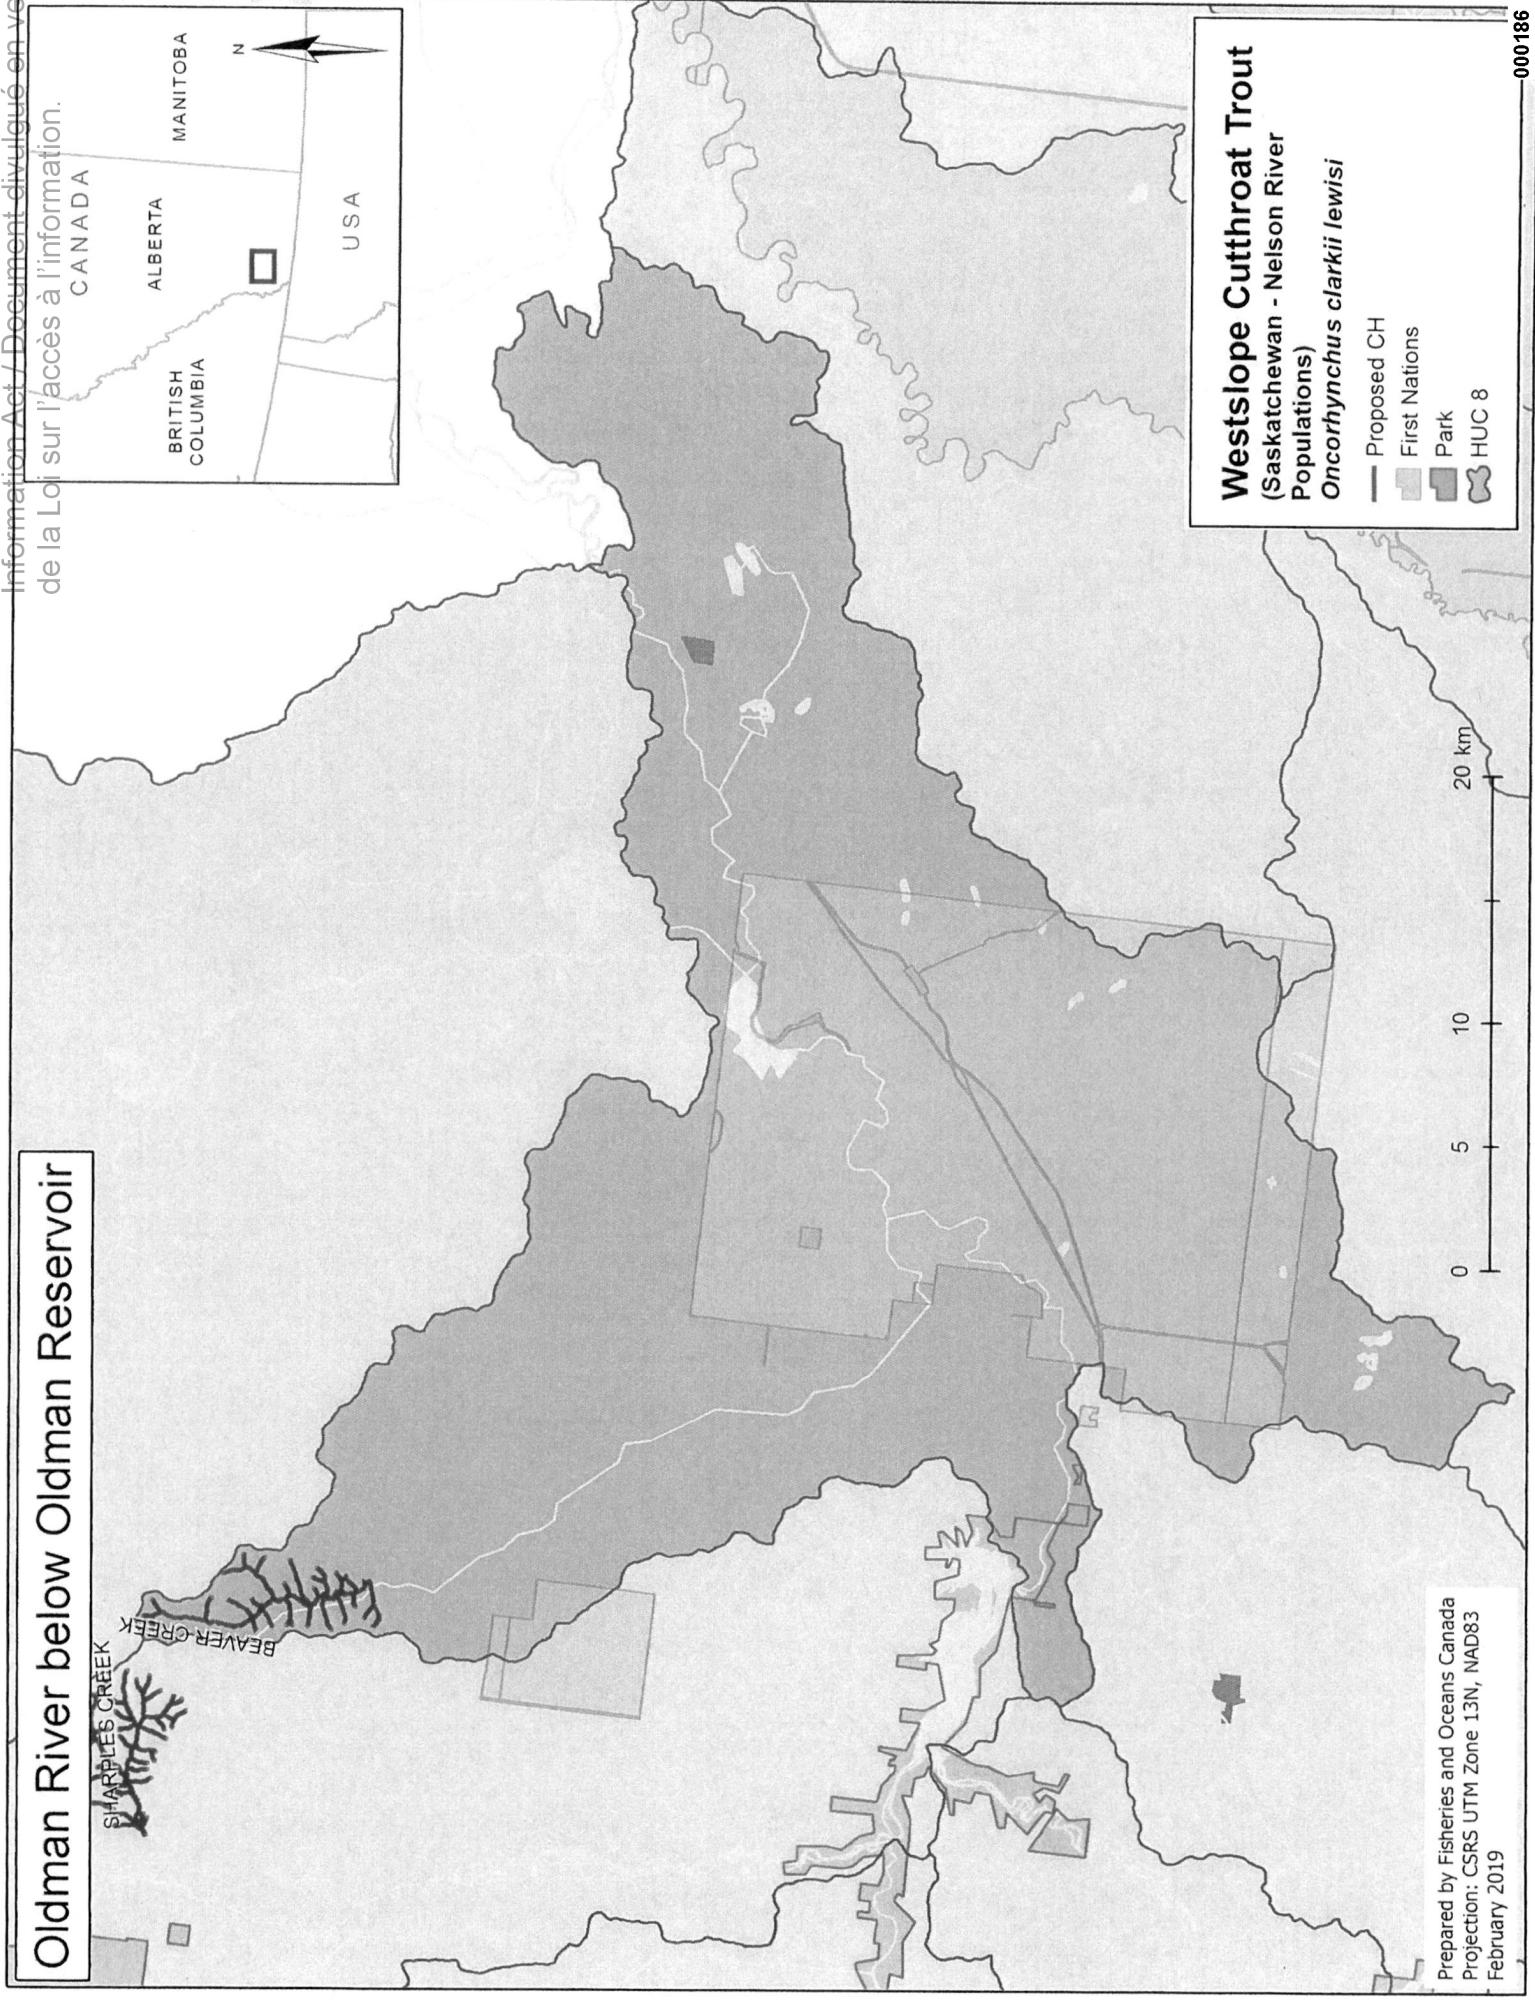 Information Act / Document divulgué en ve
de la Loi sur l'accès à l'information.
Oldman River below Oldman Reservoir
SHARPLES CREEK
BEAVER CREEK
CANADA
BRITISH
COLUMBIA
ALBERTA
MANITOBA
USA
N
Westslope Cutthroat Trout
(Saskatchewan - Nelson River
Populations)
Oncorhynchus clarkii lewisi
Proposed CH
First Nations
Park
HUC 8
0 5 10 20 km
Prepared by Fisheries and Oceans Canada
Projection: CSRS UTM Zone 13N, NAD83
February 2019
000186